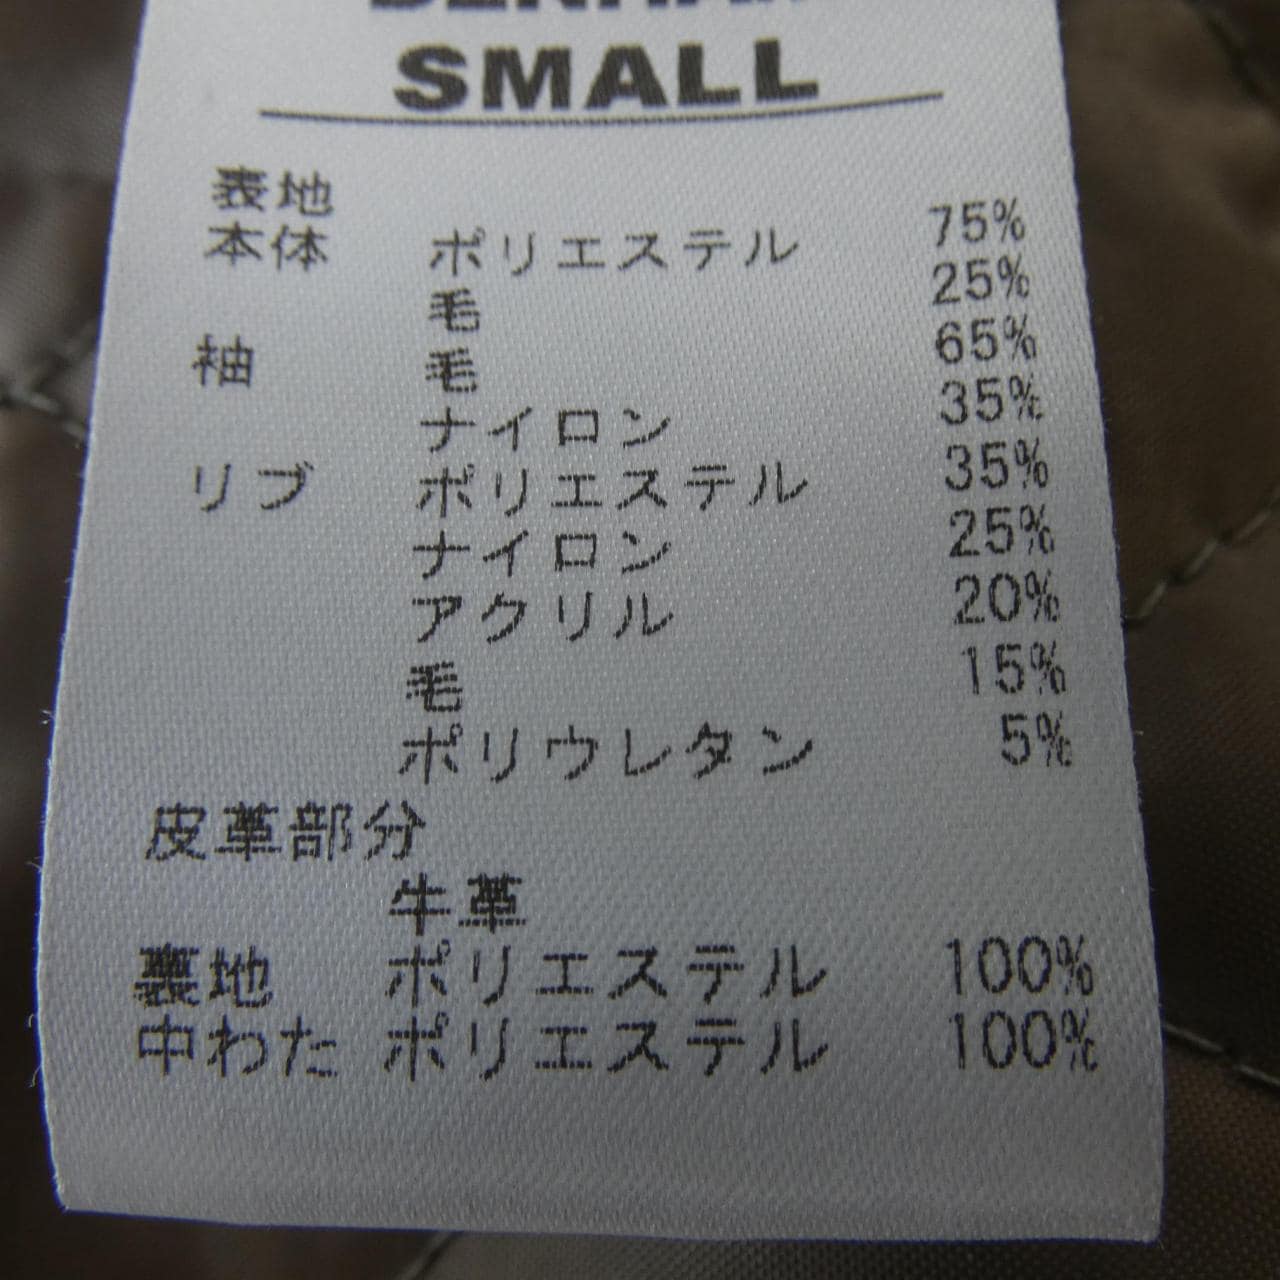 DENHAM
SMALL
表地
本体 ポリエステル 75%
毛 25%
袖 毛 65%
ナイロン 35%
リブ ポリエステル 35%
ナイロン 25%
アクリル 20%
毛 15%
ポリウレタン 5%
皮革部分
牛革
裏地 ポリエステル 100%
中わた ポリエステル 100%